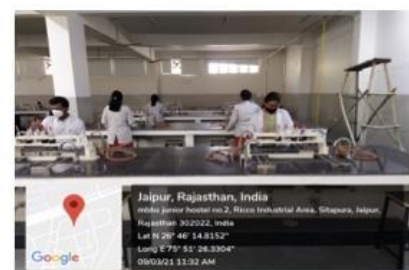 Jaipur, Rajasthan, India
mbbs junior hostel no.2, Ricco Industrial Area, Sitapura, Jaipur,
Rajasthan 302022, India
Lat N 26° 46' 14.8152"
Long E 75° 51' 26.3304"
09/03/21 11:32 AM
Google